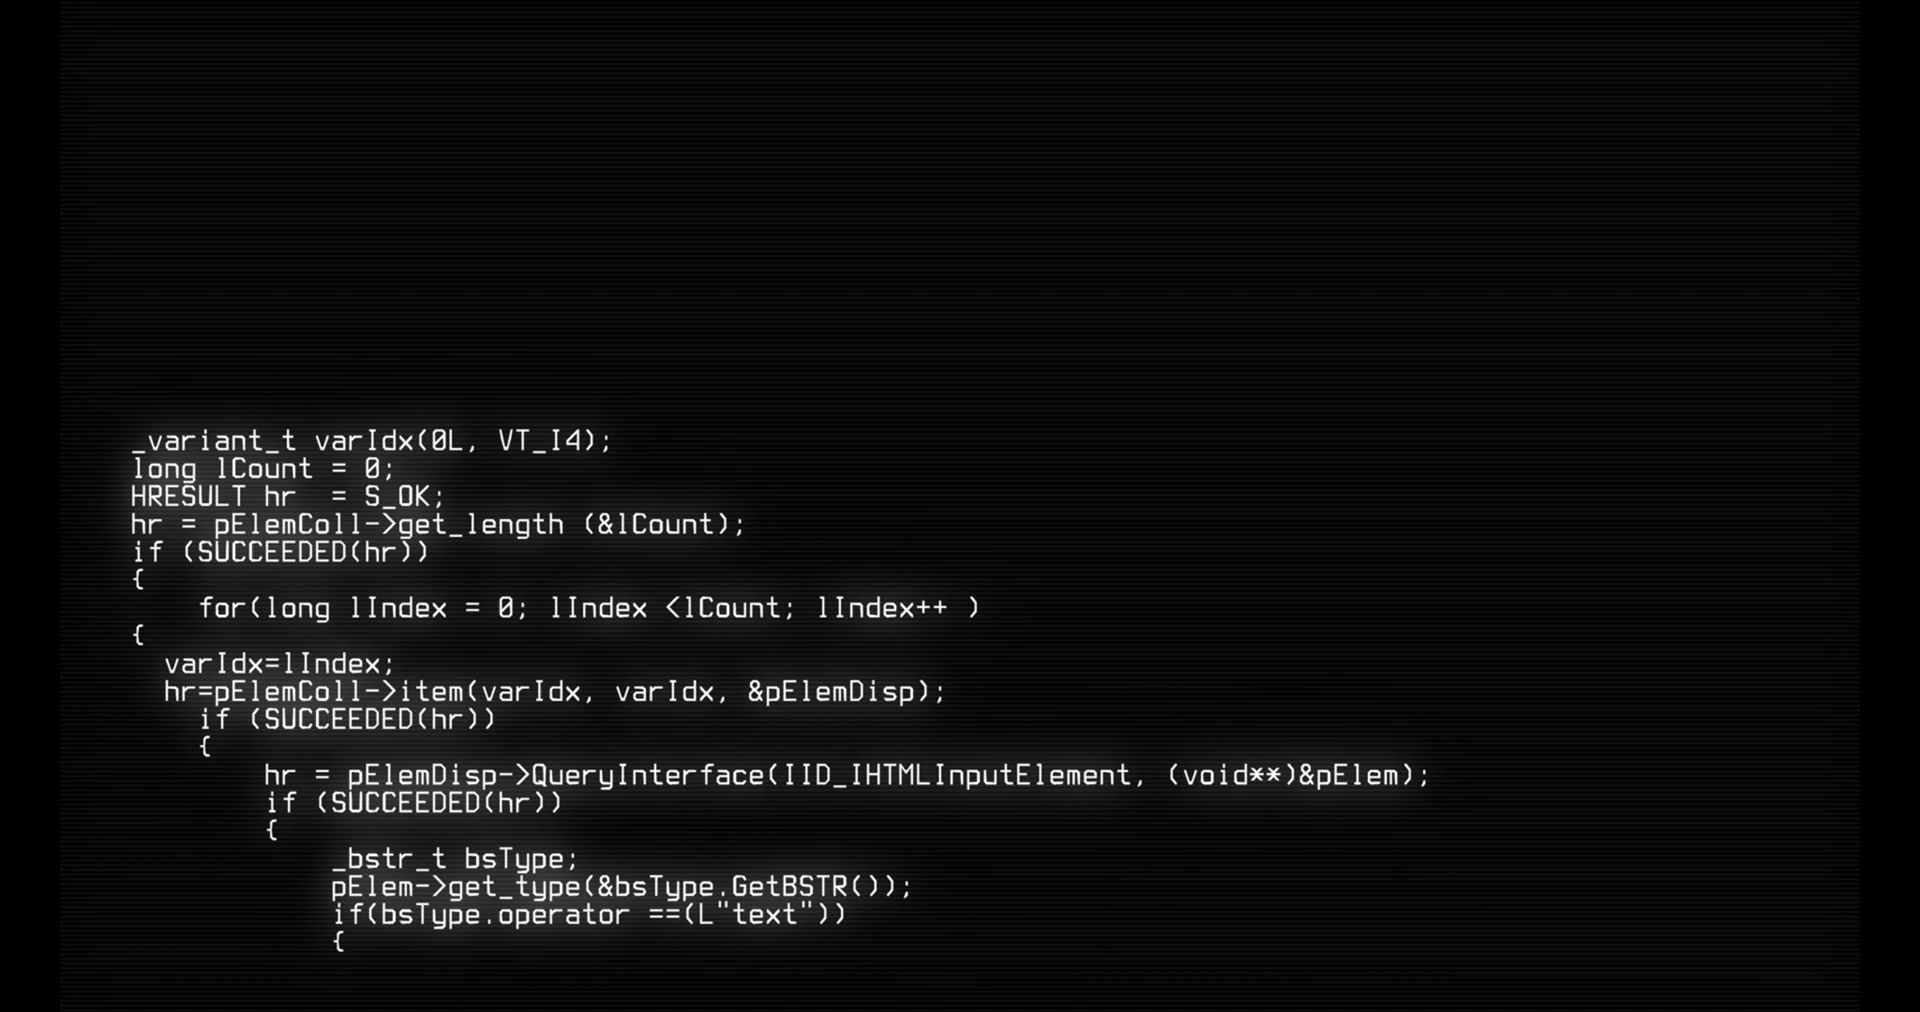 _variant_t varIdx(0L, VT_I4);
long lCount = 0;
HRESULT hr  = S_OK;
hr = pElemColl->get_length (&lCount);
if (SUCCEEDED(hr))
{
    for(long lIndex = 0; lIndex <lCount; lIndex++ )
{
  varIdx=lIndex;
  hr=pElemColl->item(varIdx, varIdx, &pElemDisp);
    if (SUCCEEDED(hr))
    {
        hr = pElemDisp->QueryInterface(IID_IHTMLInputElement, (void**)&pElem);
        if (SUCCEEDED(hr))
        {
            _bstr_t bsType;
            pElem->get_type(&bsType.GetBSTR());
            if(bsType.operator ==(L"text"))
            {